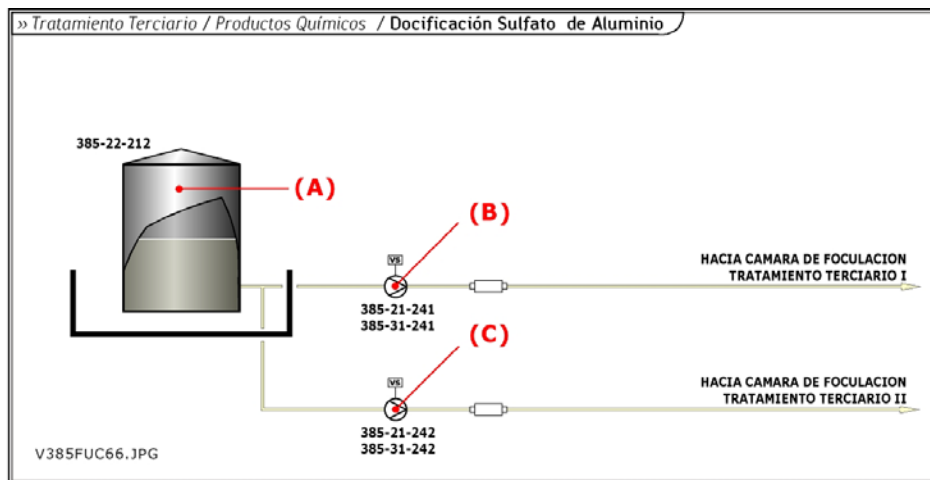 » Tratamiento Terciario / Productos Químicos / Docificación Sulfato de Aluminio
385-22-212
(A)
(B)
VS
HACIA CAMARA DE FOCULACION
TRATAMIENTO TERCIARIO I
385-21-241
385-31-241
(C)
VS
HACIA CAMARA DE FOCULACION
TRATAMIENTO TERCIARIO II
385-21-242
385-31-242
V385FUC66.JPG